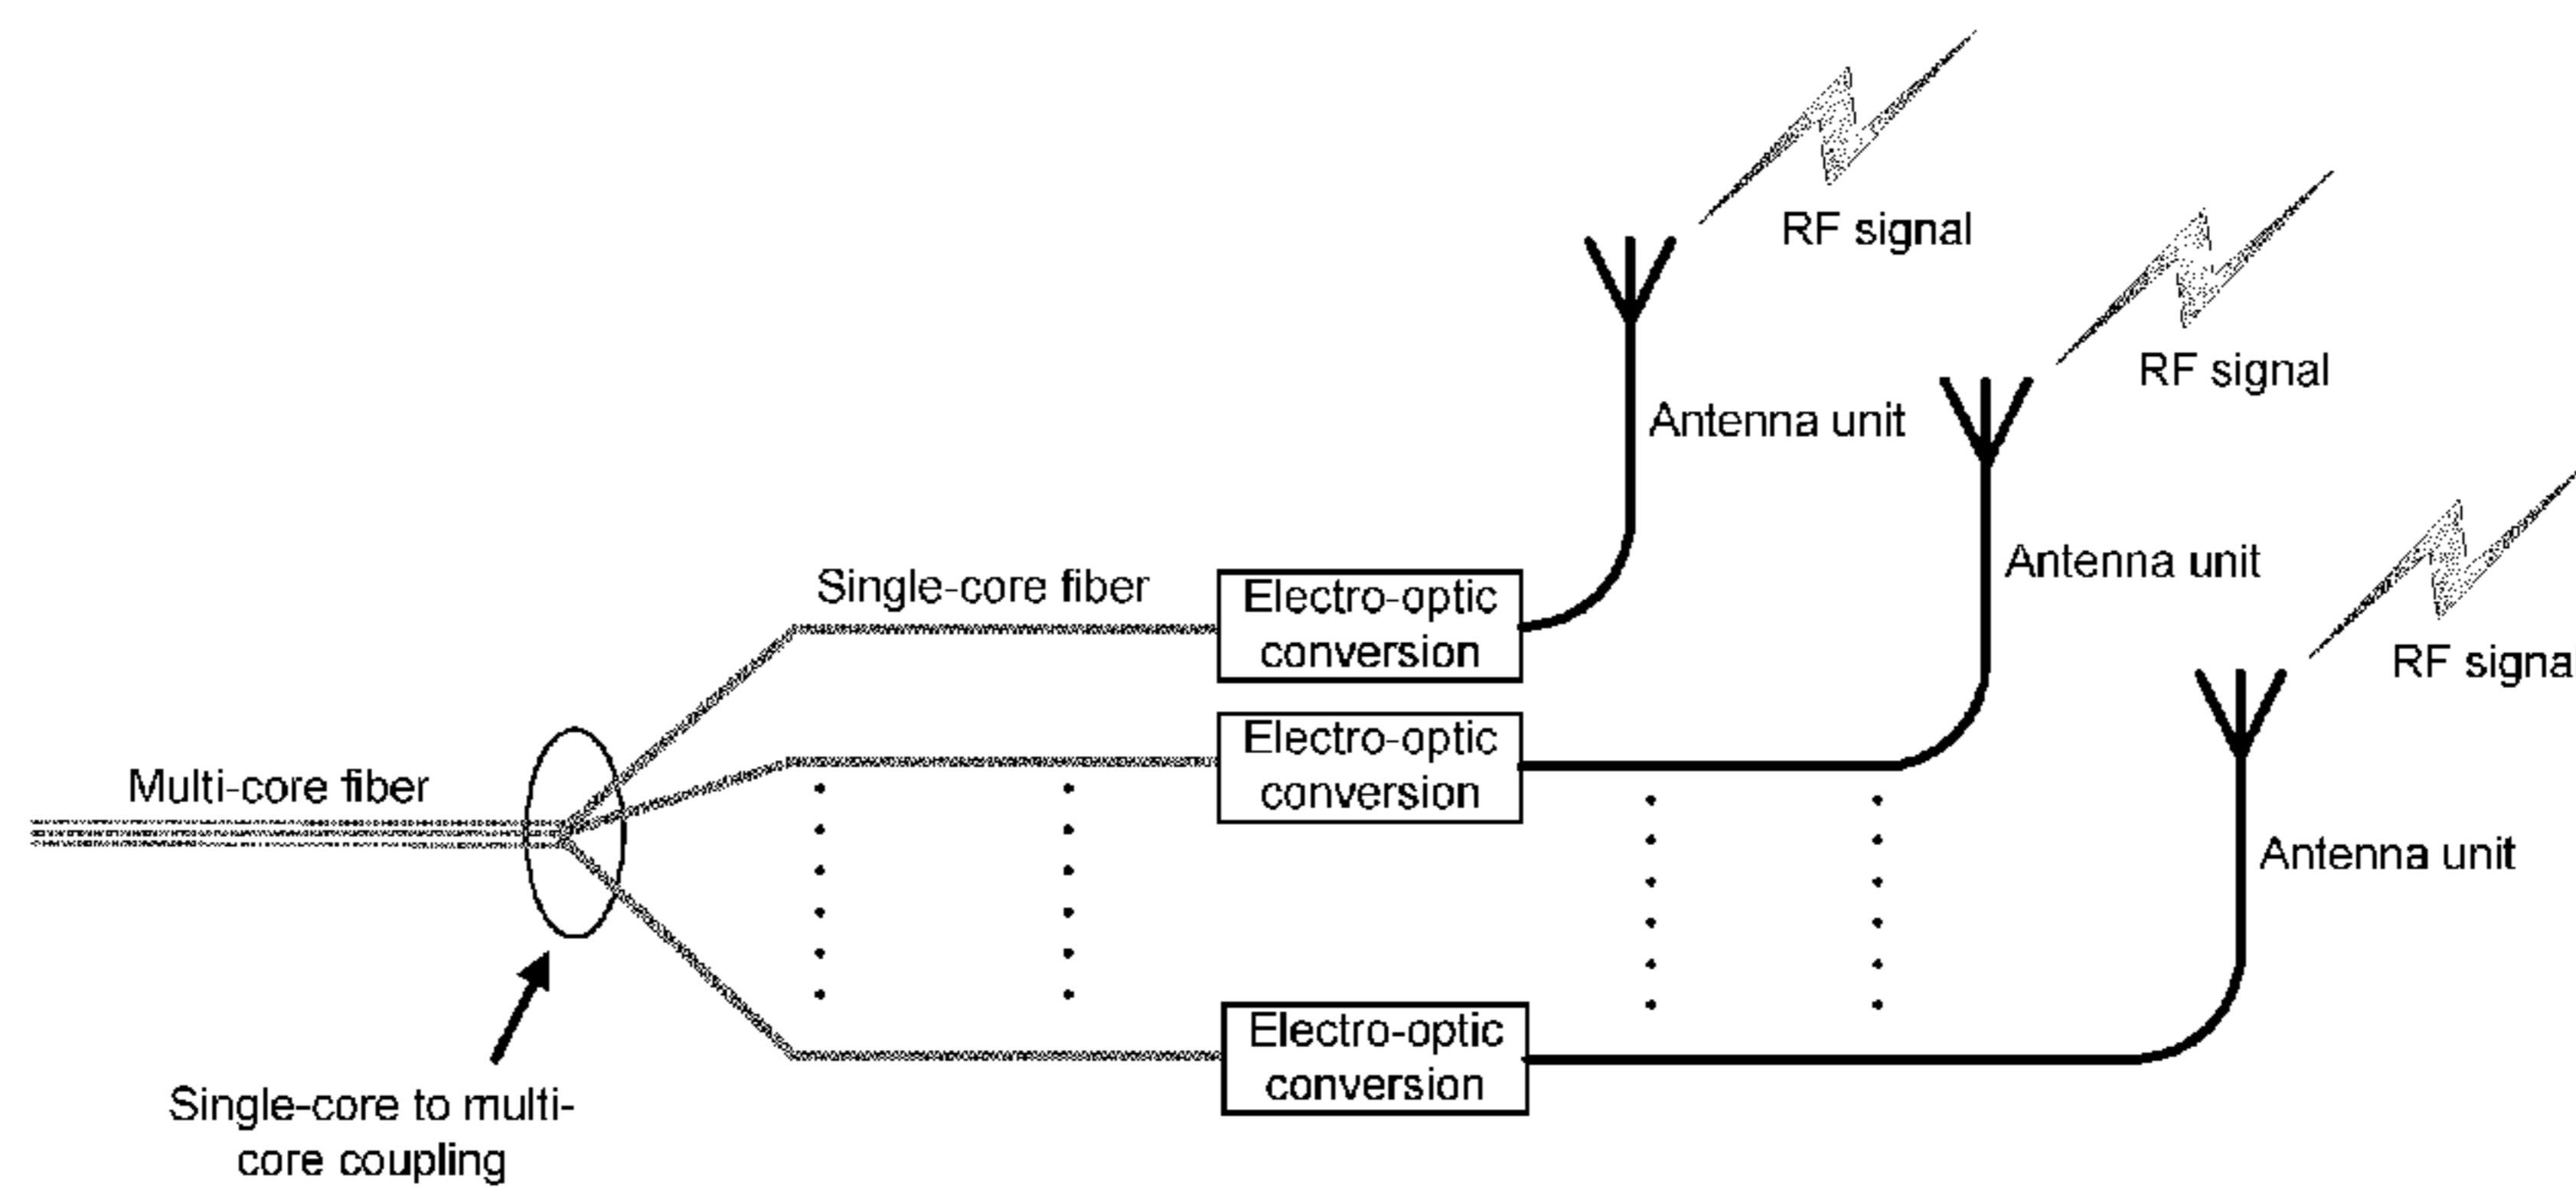 RF signal
RF signal
Antenna unit
Antenna unit
Single-core fiber
Electro-optic
conversion
RF signa
Electro-optic
conversion
Multi-core fiber
Antenna unit
Electro-optic
conversion
Single-core to multi-
core coupling